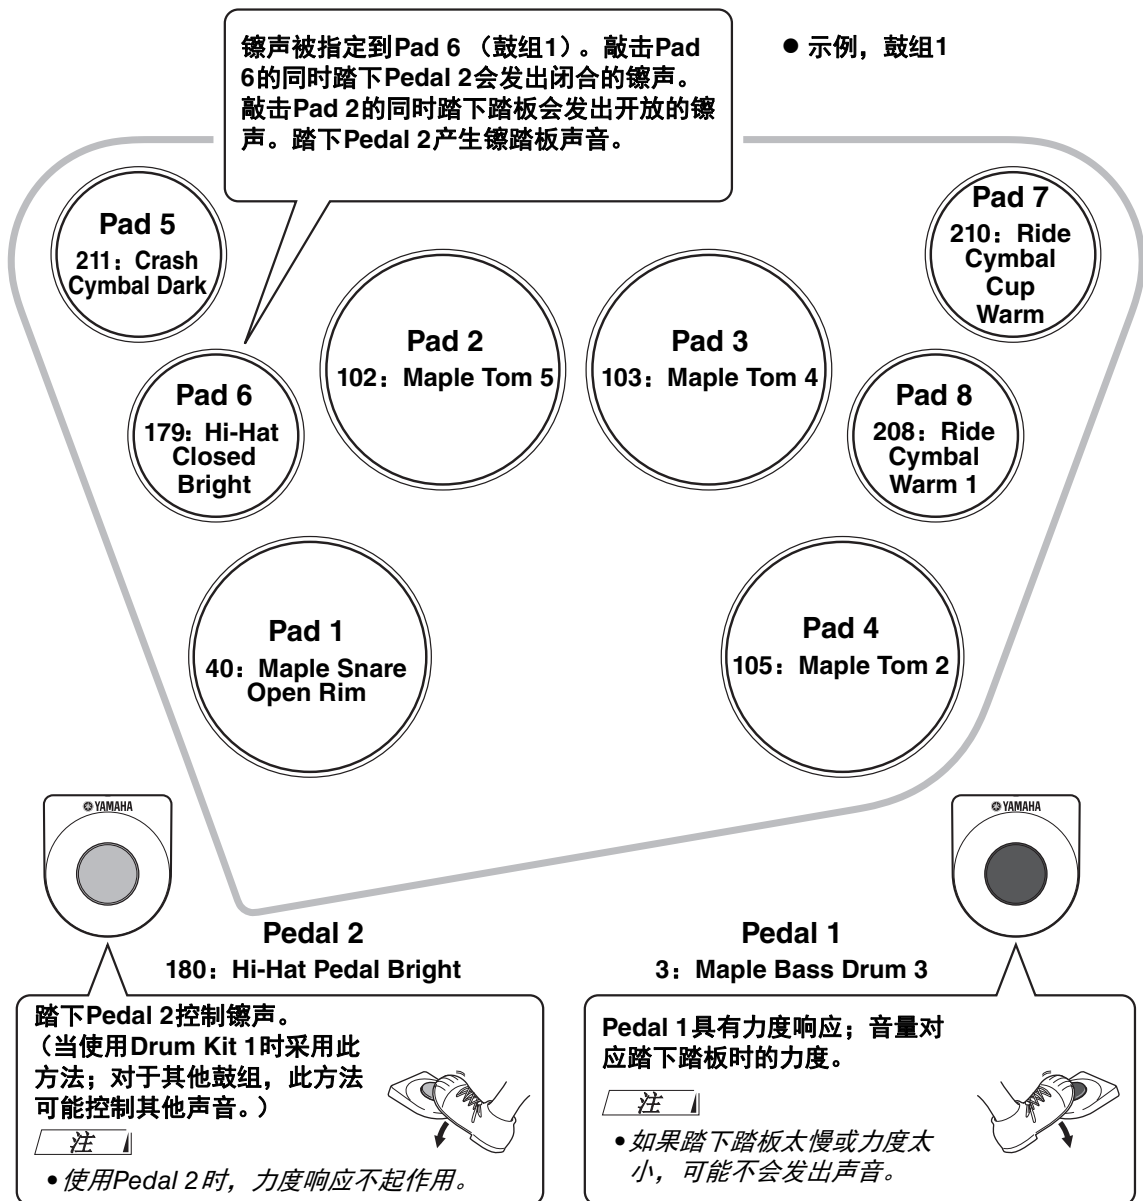 镲声被指定到Pad 6 （鼓组1）。敲击Pad
6的同时踏下Pedal 2会发出闭合的镲声。
敲击Pad 2的同时踏下踏板会发出开放的镲
声。踏下Pedal 2产生镲踏板声音。
● 示例，鼓组1
Pad 5
211：Crash
Cymbal Dark
Pad 7
210：Ride
Cymbal
Cup
Warm
Pad 2
102：Maple Tom 5
Pad 3
103：Maple Tom 4
Pad 6
179：Hi-Hat
Closed
Bright
Pad 8
208：Ride
Cymbal
Warm 1
Pad 1
40：Maple Snare
Open Rim
Pad 4
105：Maple Tom 2
YAMAHA
YAMAHA
Pedal 2
180：Hi-Hat Pedal Bright
Pedal 1
3：Maple Bass Drum 3
踏下Pedal 2控制镲声。
（当使用Drum Kit 1时采用此
方法；对于其他鼓组，此方法
可能控制其他声音。）
注
• 使用Pedal 2时，力度响应不起作用。
Pedal 1具有力度响应；音量对
应踏下踏板时的力度。
注
• 如果踏下踏板太慢或力度太
小，可能不会发出声音。